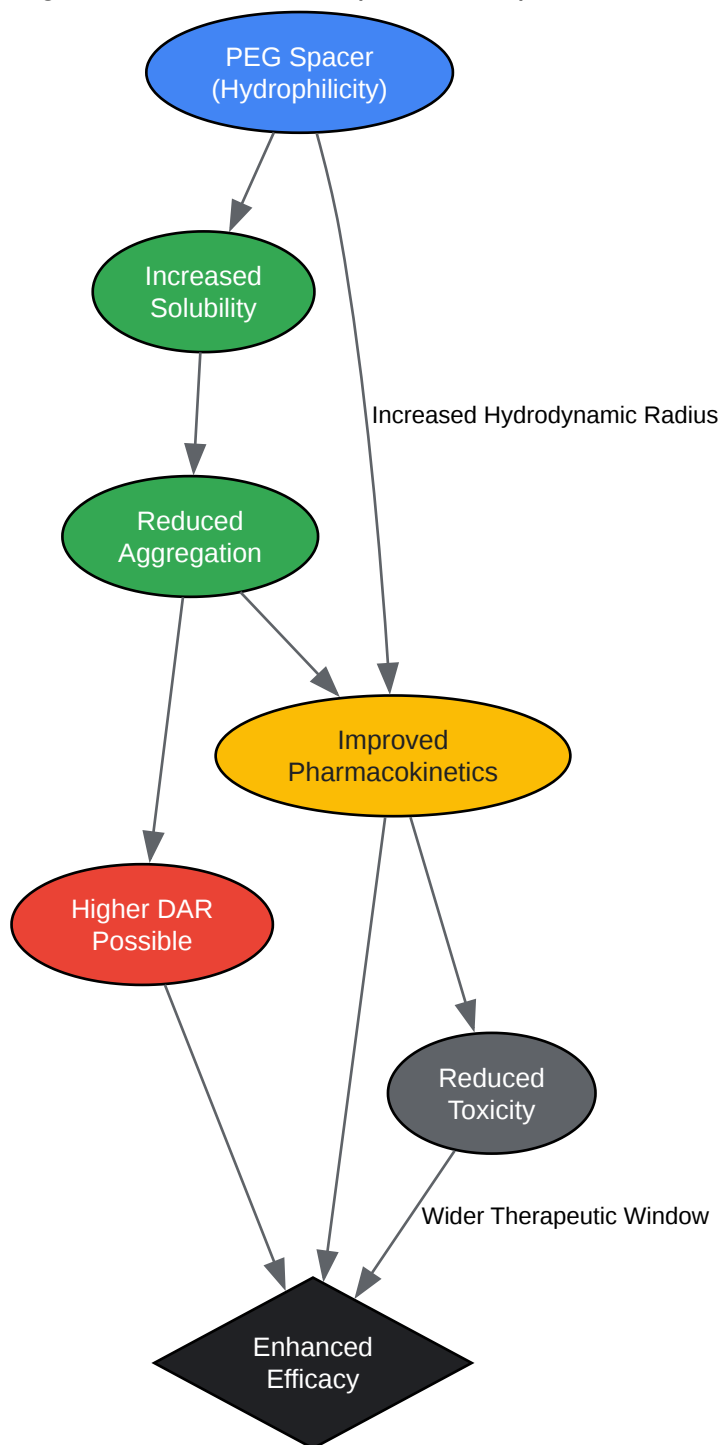 PEG Spacer
(Hydrophilicity)
Increased
Solubility
Increased Hydrodynamic Radius
Reduced
Aggregation
Improved
Pharmacokinetics
Higher DAR
Possible
Reduced
Toxicity
Wider Therapeutic Window
Enhanced
Efficacy